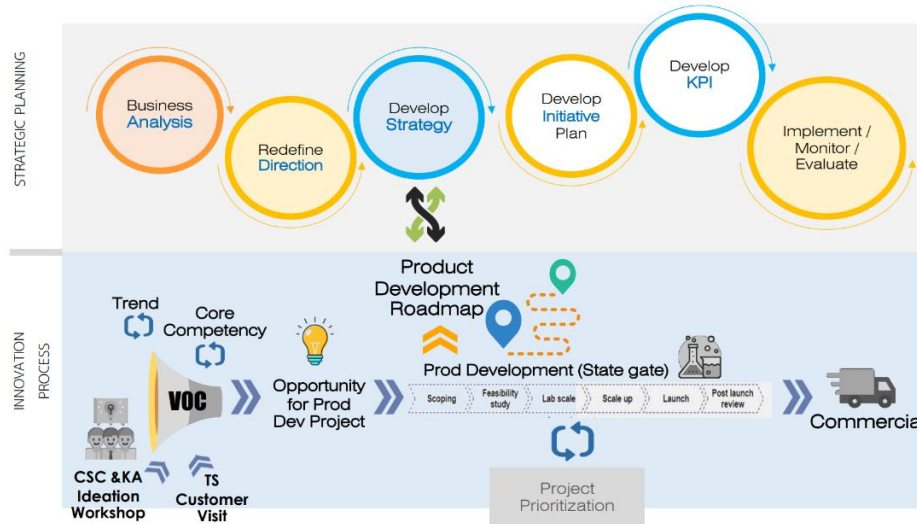 STRATEGIC PLANNING
Business
Analysis
Redefine
Direction
Develop
Strategy
Develop
Initiative
Plan
Develop
KPI
Implement /
Monitor /
Evaluate
INNOVATION
PROCESS
Trend
Core
Competency
VOC
CSC &KA
Ideation
Workshop
TS
Customer
Visit
Opportunity
for Prod
Dev Project
Product
Development
Roadmap
Prod Development (State gate)
Scoping
Feasibility
study
Lab scale
Scale up
Launch
Post launch
review
Project
Prioritization
Commercial